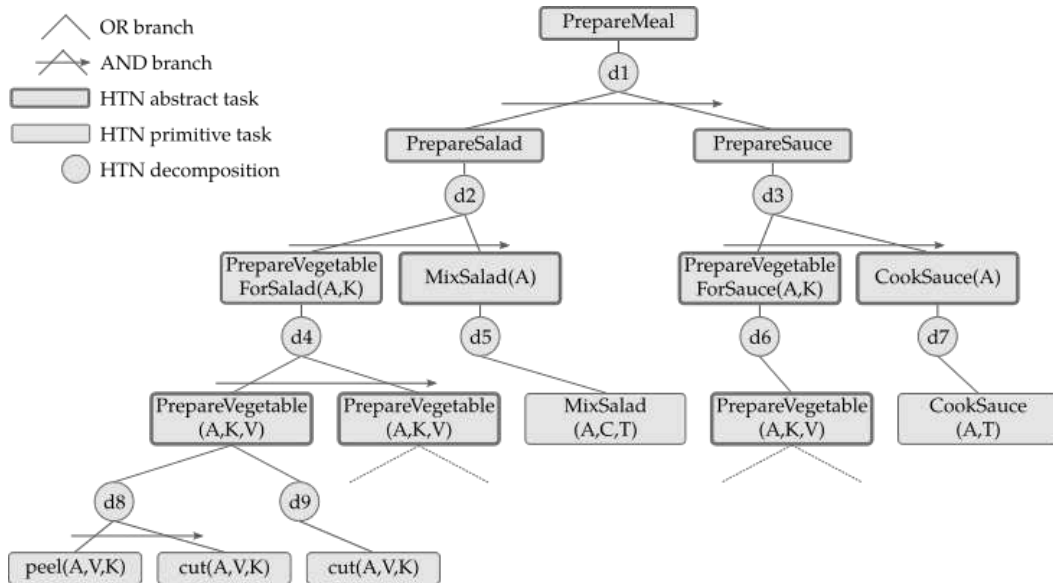 OR branch
AND branch
HTN abstract task
HTN primitive task
HTN decomposition
PrepareMeal
d1
PrepareSalad
PrepareSauce
d2
d3
PrepareVegetable
ForSalad(A,K)
MixSalad(A)
PrepareVegetable
ForSauce(A,K)
CookSauce(A)
d4
d5
d6
d7
PrepareVegetable
(A,K,V)
PrepareVegetable
(A,K,V)
MixSalad
(A,C,T)
PrepareVegetable
(A,K,V)
CookSauce
(A,T)
d8
d9
peel(A,V,K)
cut(A,V,K)
cut(A,V,K)